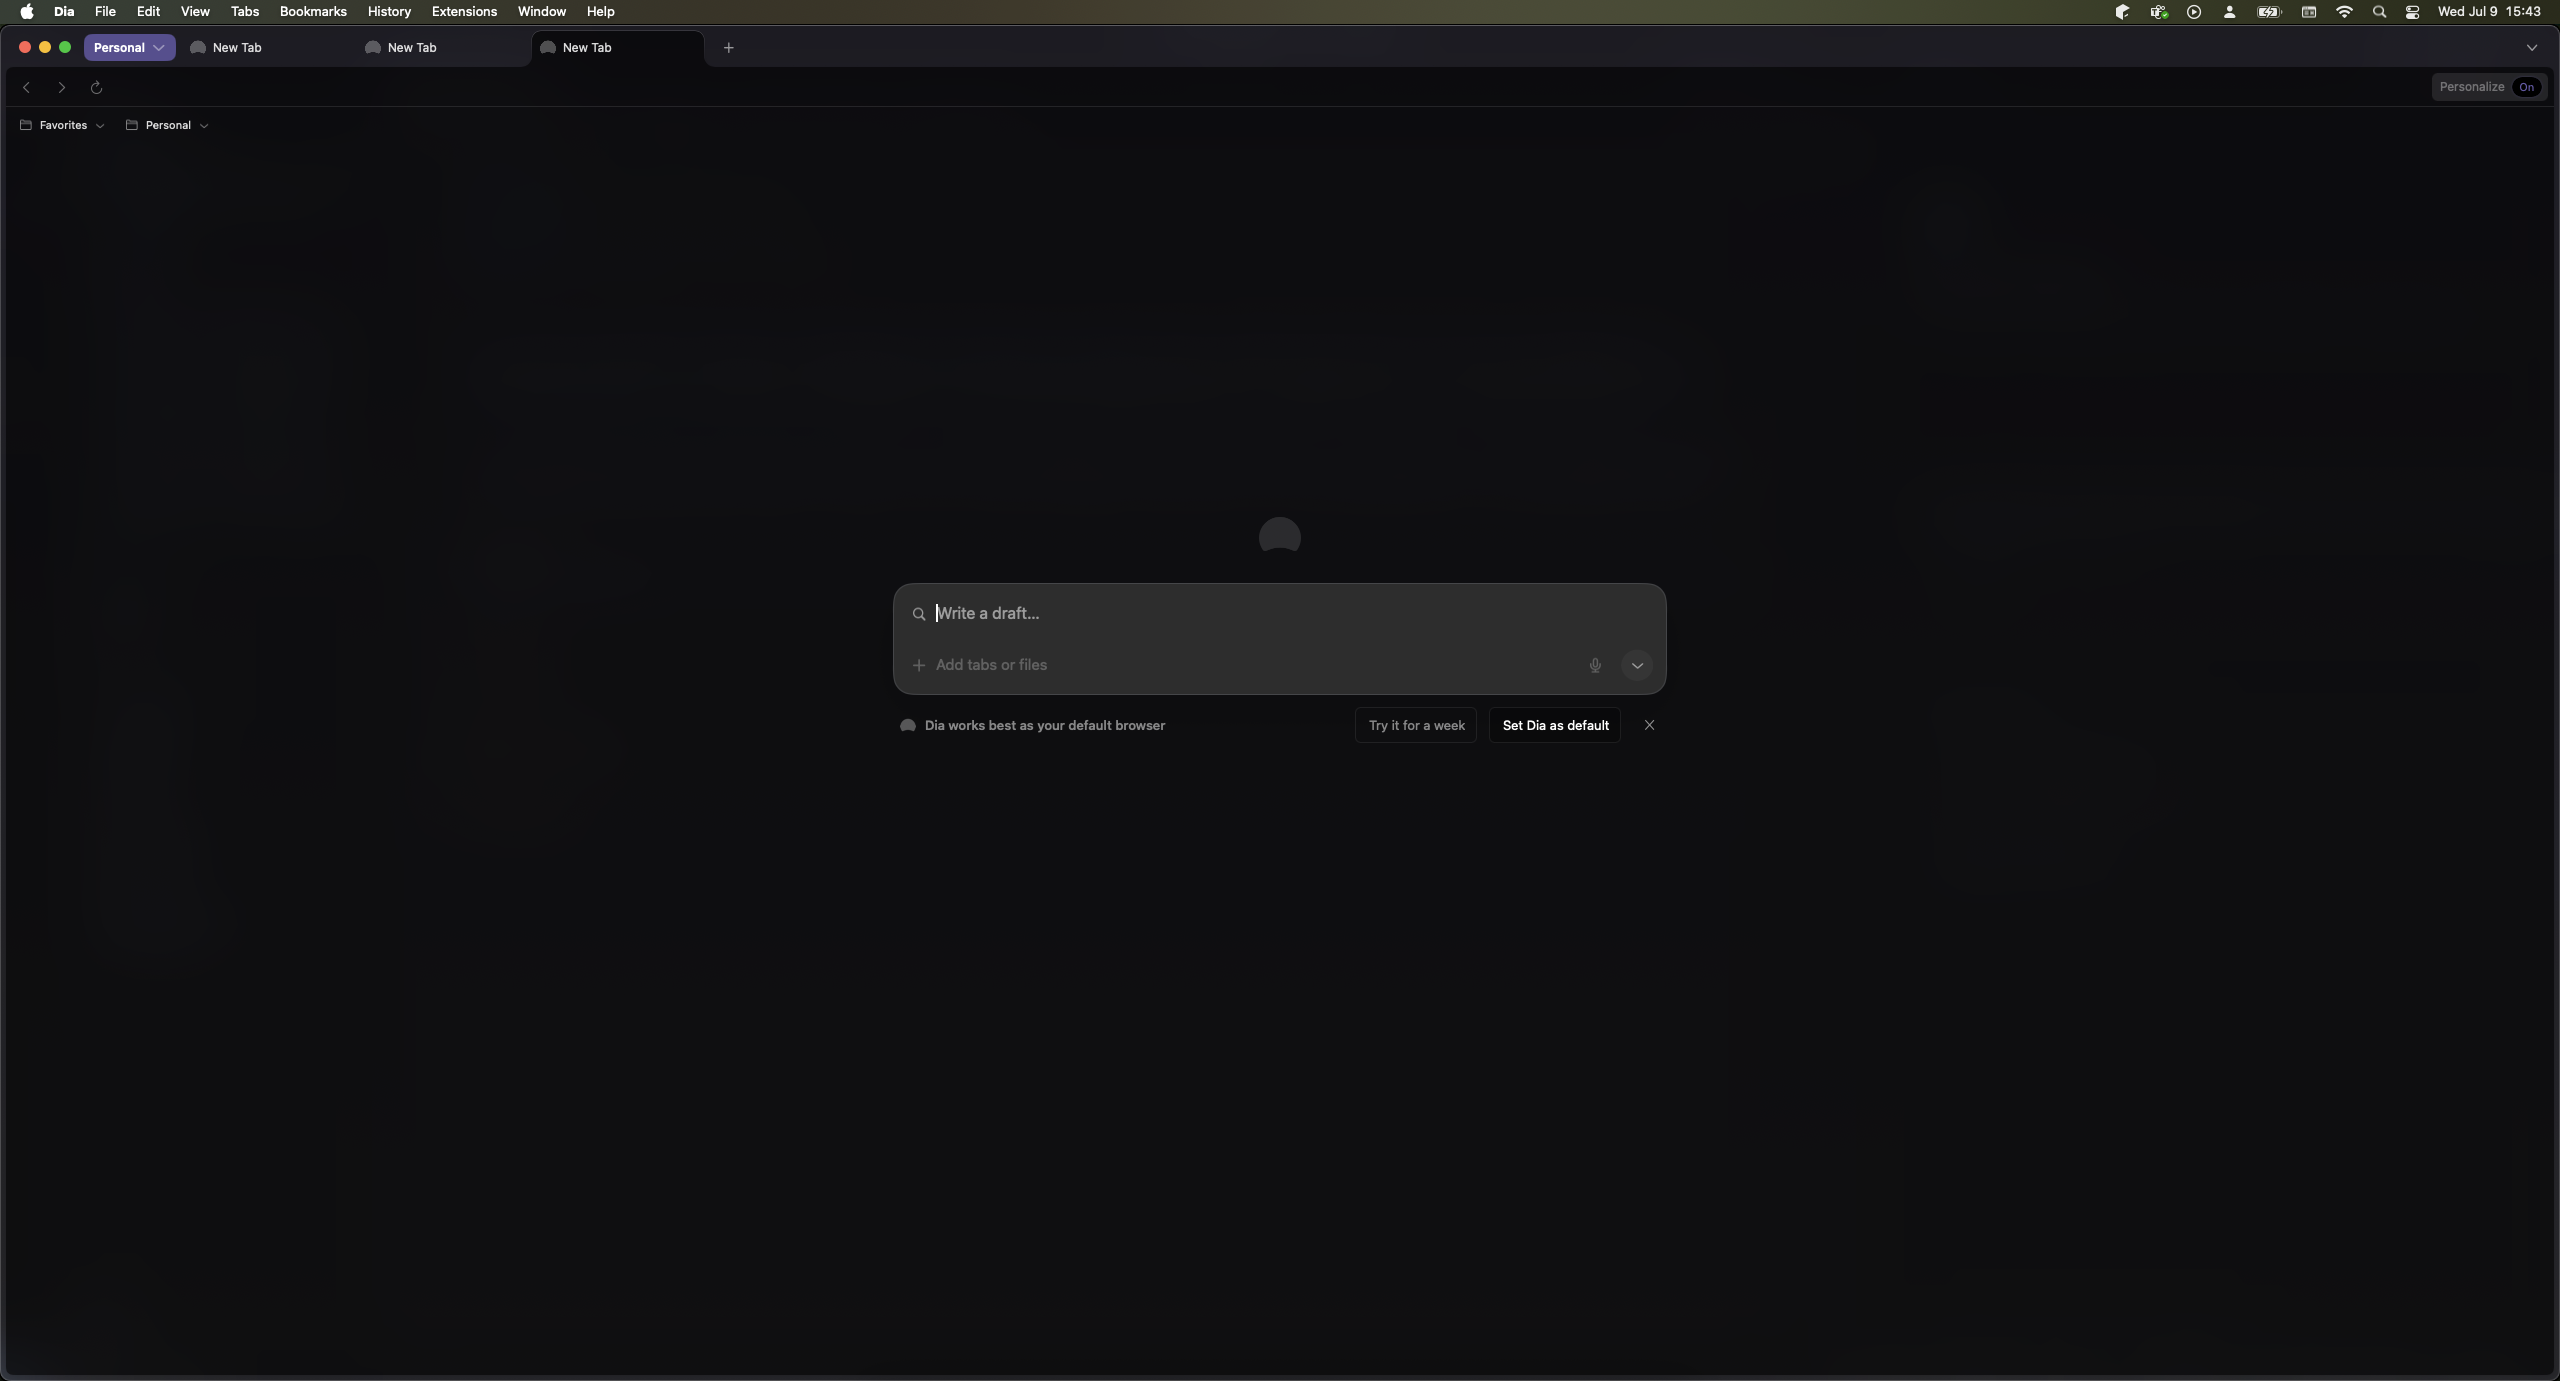 Dia File Edit View Tabs Bookmarks History Extensions Window Help Wed Jul 9 15:43
Personal New Tab New Tab New Tab
Personalize On
Favorites Personal
Write a draft...
Add tabs or files
Dia works best as your default browser Try it for a week Set Dia as default